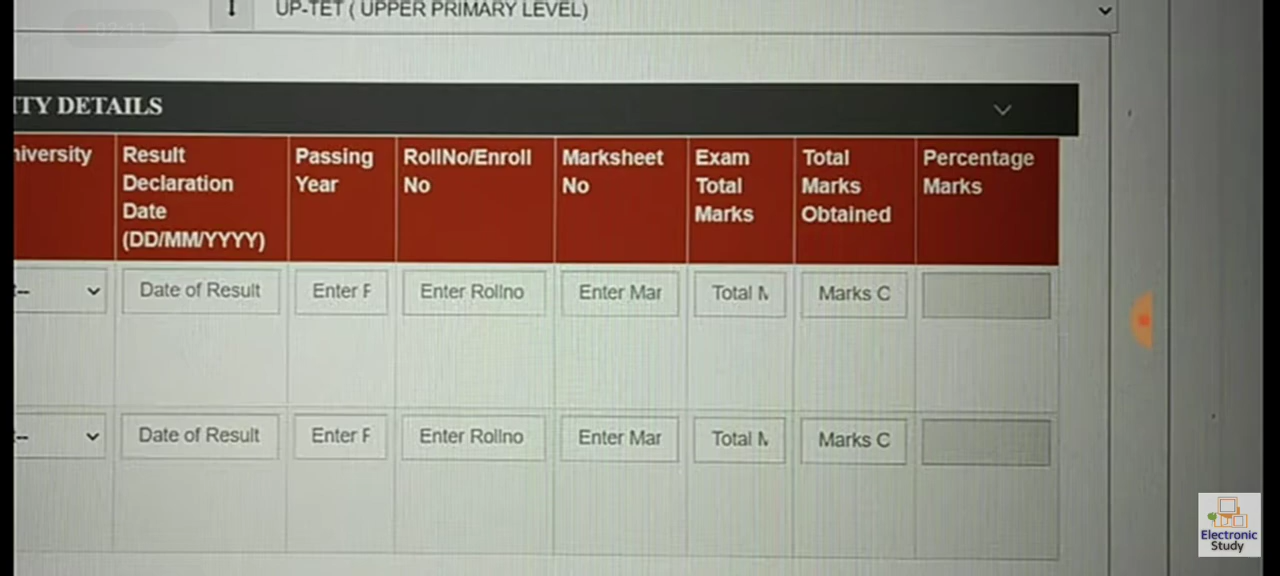 UP-TET ( UPPER PRIMARY LEVEL)
ITY DETAILS
niversity
Result
Declaration
Date
(DD/MM/YYYY)
Passing
Year
RollNo/Enroll
No
Marksheet
No
Exam
Total
Marks
Total
Marks
Obtained
Percentage
Marks
Date of Result
Enter F
Enter Rollno
Enter Mar
Total M
Marks C
Date of Result
Enter F
Enter Rollno
Enter Mar
Total M
Marks C
Electronic
Study